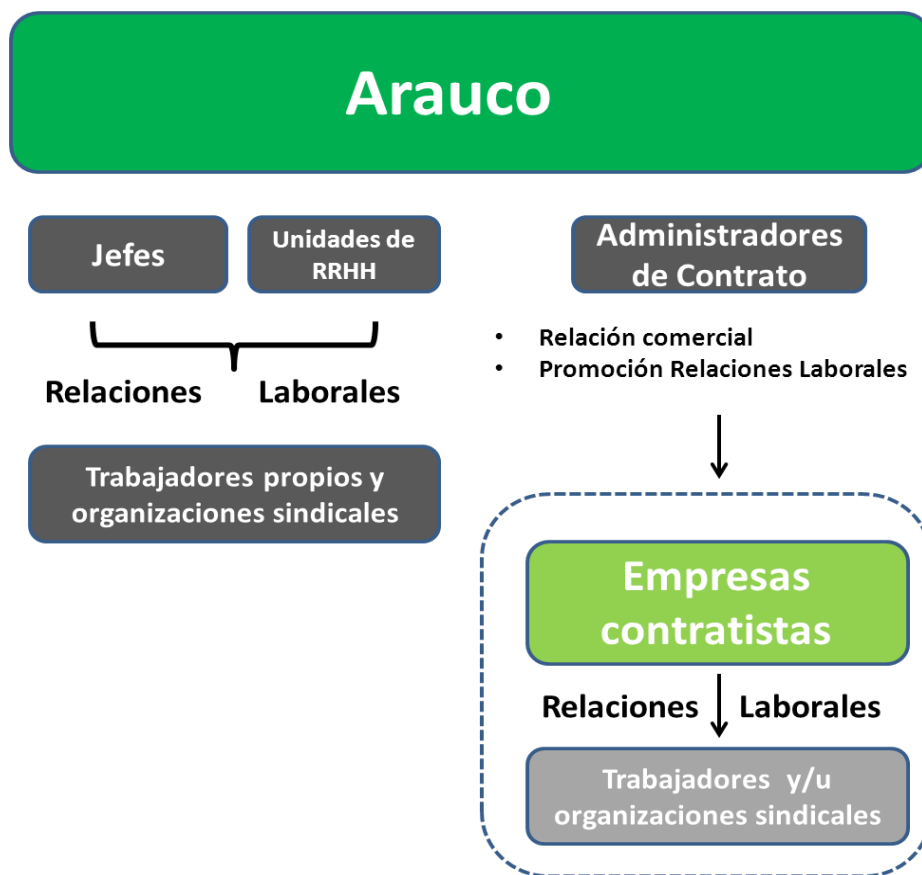 Arauco
Jefes
Unidades de
RRHH
Relaciones Laborales
Trabajadores propios y
organizaciones sindicales
Administradores
de Contrato
• Relación comercial
• Promoción Relaciones Laborales
Empresas
contratistas
Relaciones Laborales
Trabajadores y/u
organizaciones sindicales